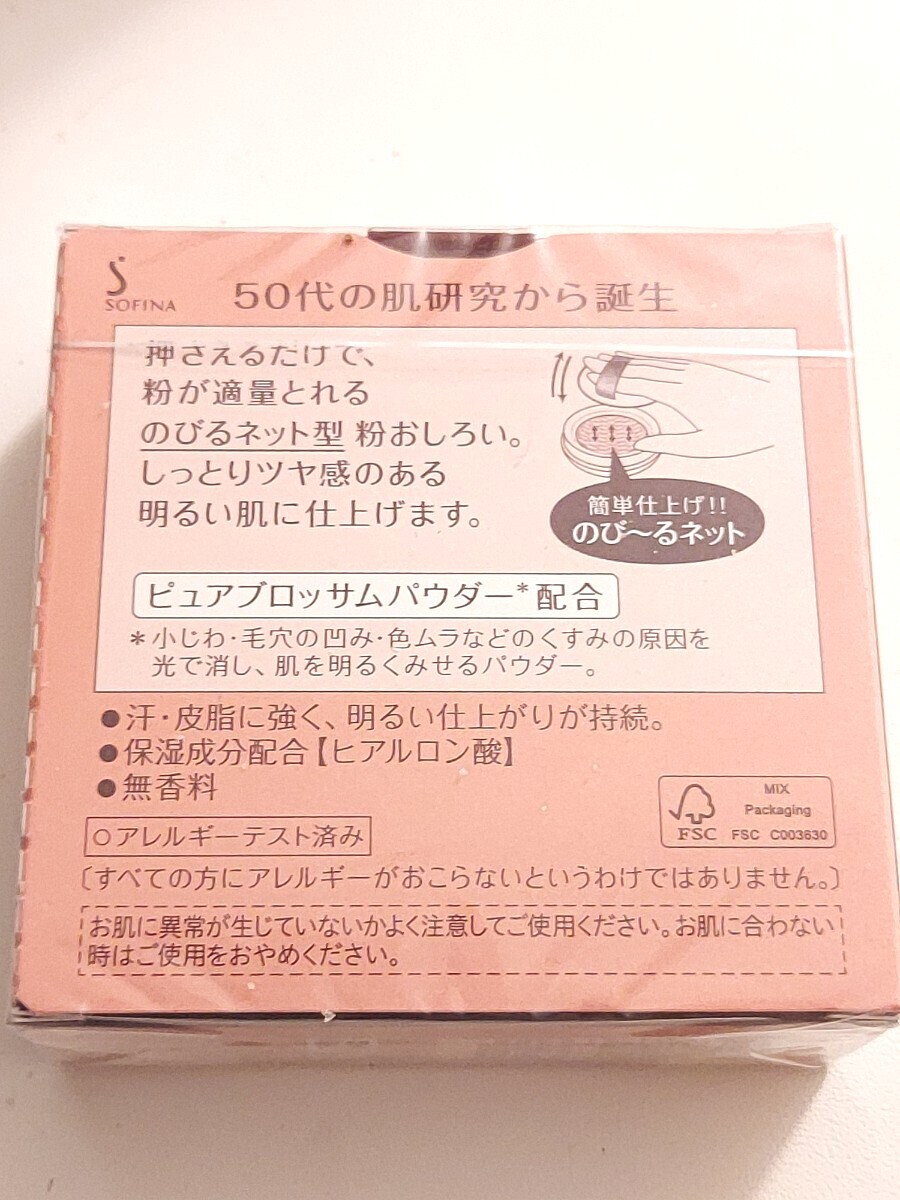 SOFINA
50代の肌研究から誕生
押さえるだけで、
粉が適量とれる
のびるネット型 粉おしろい。
しっとりツヤ感のある
明るい肌に仕上げます。
簡単仕上げ!!
のび〜るネット
ピュアブロッサムパウダー*配合
*小じわ・毛穴の凹み・色ムラなどのくすみの原因を
光で消し、肌を明るくみせるパウダー。
●汗・皮脂に強く、明るい仕上がりが持続。
●保湿成分配合【ヒアルロン酸】
●無香料
○アレルギーテスト済み
MIX
Packaging
FSC FSC C003630
〔すべての方にアレルギーがおこらないというわけではありません。〕
お肌に異常が生じていないかよく注意してご使用ください。お肌に合わない
時はご使用をおやめください。